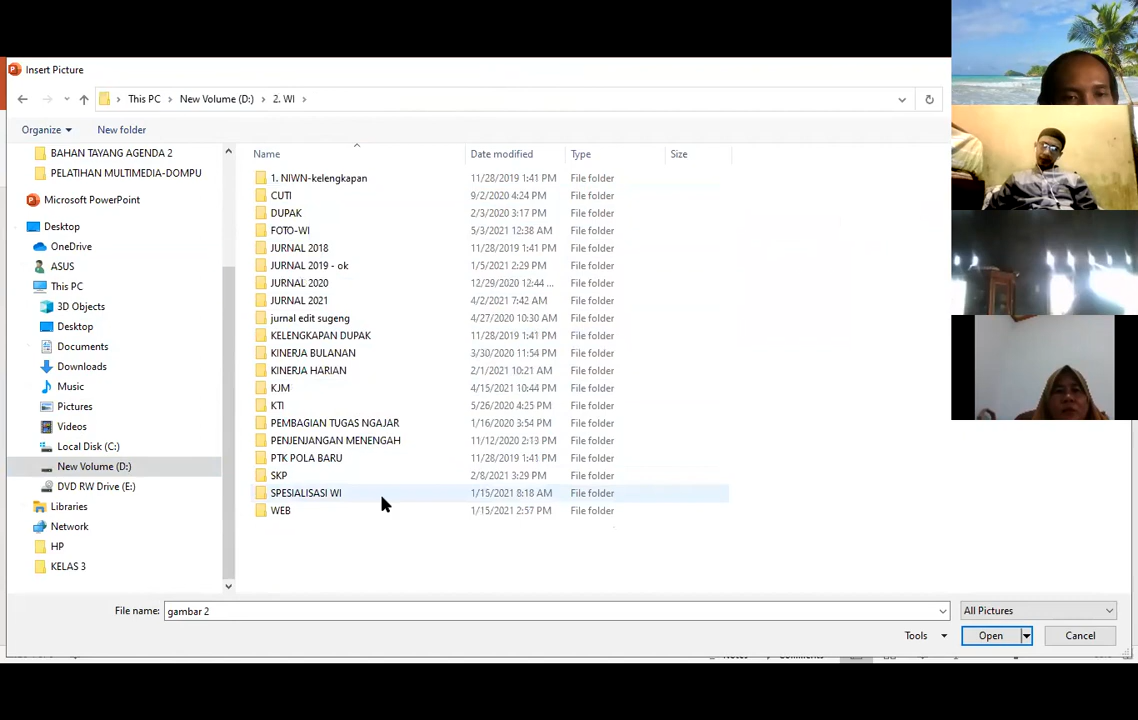 Insert Picture
This PC > New Volume (D:) > 2. WI >
Organize New folder
BAHAN TAYANG AGENDA 2
PELATIHAN MULTIMEDIA-DOMPU
Microsoft PowerPoint
Desktop
OneDrive
ASUS
This PC
3D Objects
Desktop
Documents
Downloads
Music
Pictures
Videos
Local Disk (C:)
New Volume (D:)
DVD RW Drive (E:)
Libraries
Network
HP
KELAS 3
Name Date modified Type Size
1. NIWN-kelengkapan 11/28/2019 1:41 PM File folder
CUTI 9/2/2020 4:24 PM File folder
DUPAK 2/3/2020 3:17 PM File folder
FOTO-WI 5/3/2021 12:38 AM File folder
JURNAL 2018 11/28/2019 1:41 PM File folder
JURNAL 2019 - ok 1/5/2021 2:29 PM File folder
JURNAL 2020 12/29/2020 12:44 ... File folder
JURNAL 2021 4/2/2021 7:42 AM File folder
jurnal edit sugeng 4/27/2020 10:30 AM File folder
KELENGKAPAN DUPAK 11/28/2019 1:41 PM File folder
KINERJA BULANAN 3/30/2020 11:54 PM File folder
KINERJA HARIAN 2/1/2021 10:21 AM File folder
KJM 4/15/2021 10:44 PM File folder
KTI 5/26/2020 4:25 PM File folder
PEMBAGIAN TUGAS NGAJAR 1/16/2020 3:54 PM File folder
PENJENJANGAN MENENGAH 11/12/2020 2:13 PM File folder
PTK POLA BARU 11/28/2019 1:41 PM File folder
SKP 2/8/2021 3:29 PM File folder
SPESIALISASI WI 1/15/2021 8:18 AM File folder
WEB 1/15/2021 2:57 PM File folder
File name: gambar 2 All Pictures
Tools Open Cancel